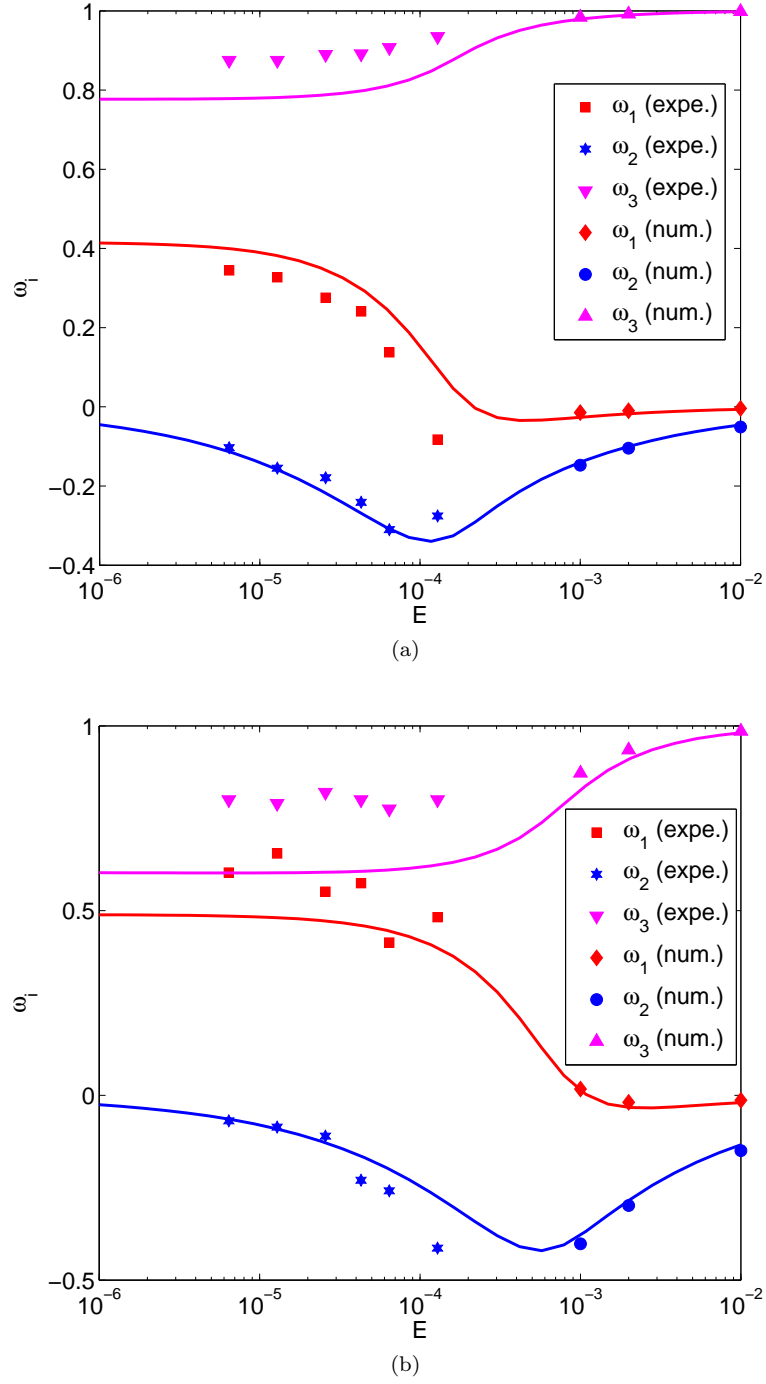 1
0.8
0.6
0.4
0.2
0
−0.2
−0.4
ω_i
10^−6 10^−5 10^−4 10^−3 10^−2
E
ω_1 (expe.)
ω_2 (expe.)
ω_3 (expe.)
ω_1 (num.)
ω_2 (num.)
ω_3 (num.)
(a)
1
0.5
0
−0.5
ω_i
10^−6 10^−5 10^−4 10^−3 10^−2
E
ω_1 (expe.)
ω_2 (expe.)
ω_3 (expe.)
ω_1 (num.)
ω_2 (num.)
ω_3 (num.)
(b)